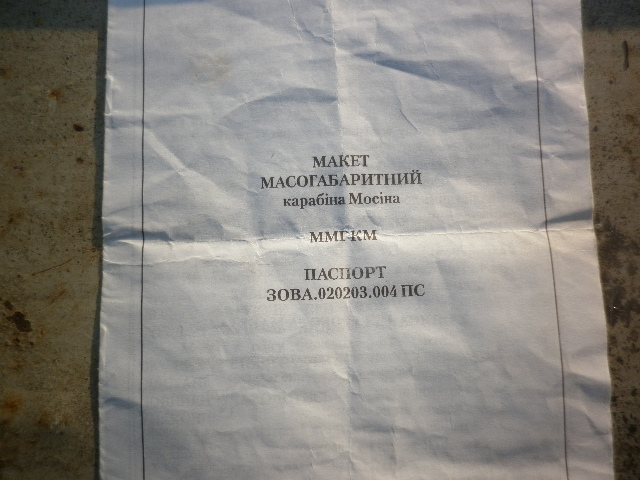 МАКЕТ
МАСОГАБАРИТНИЙ
карабіна Мосіна
ММГ-КМ
ПАСПОРТ
ЗОВА.020203.004 ПС